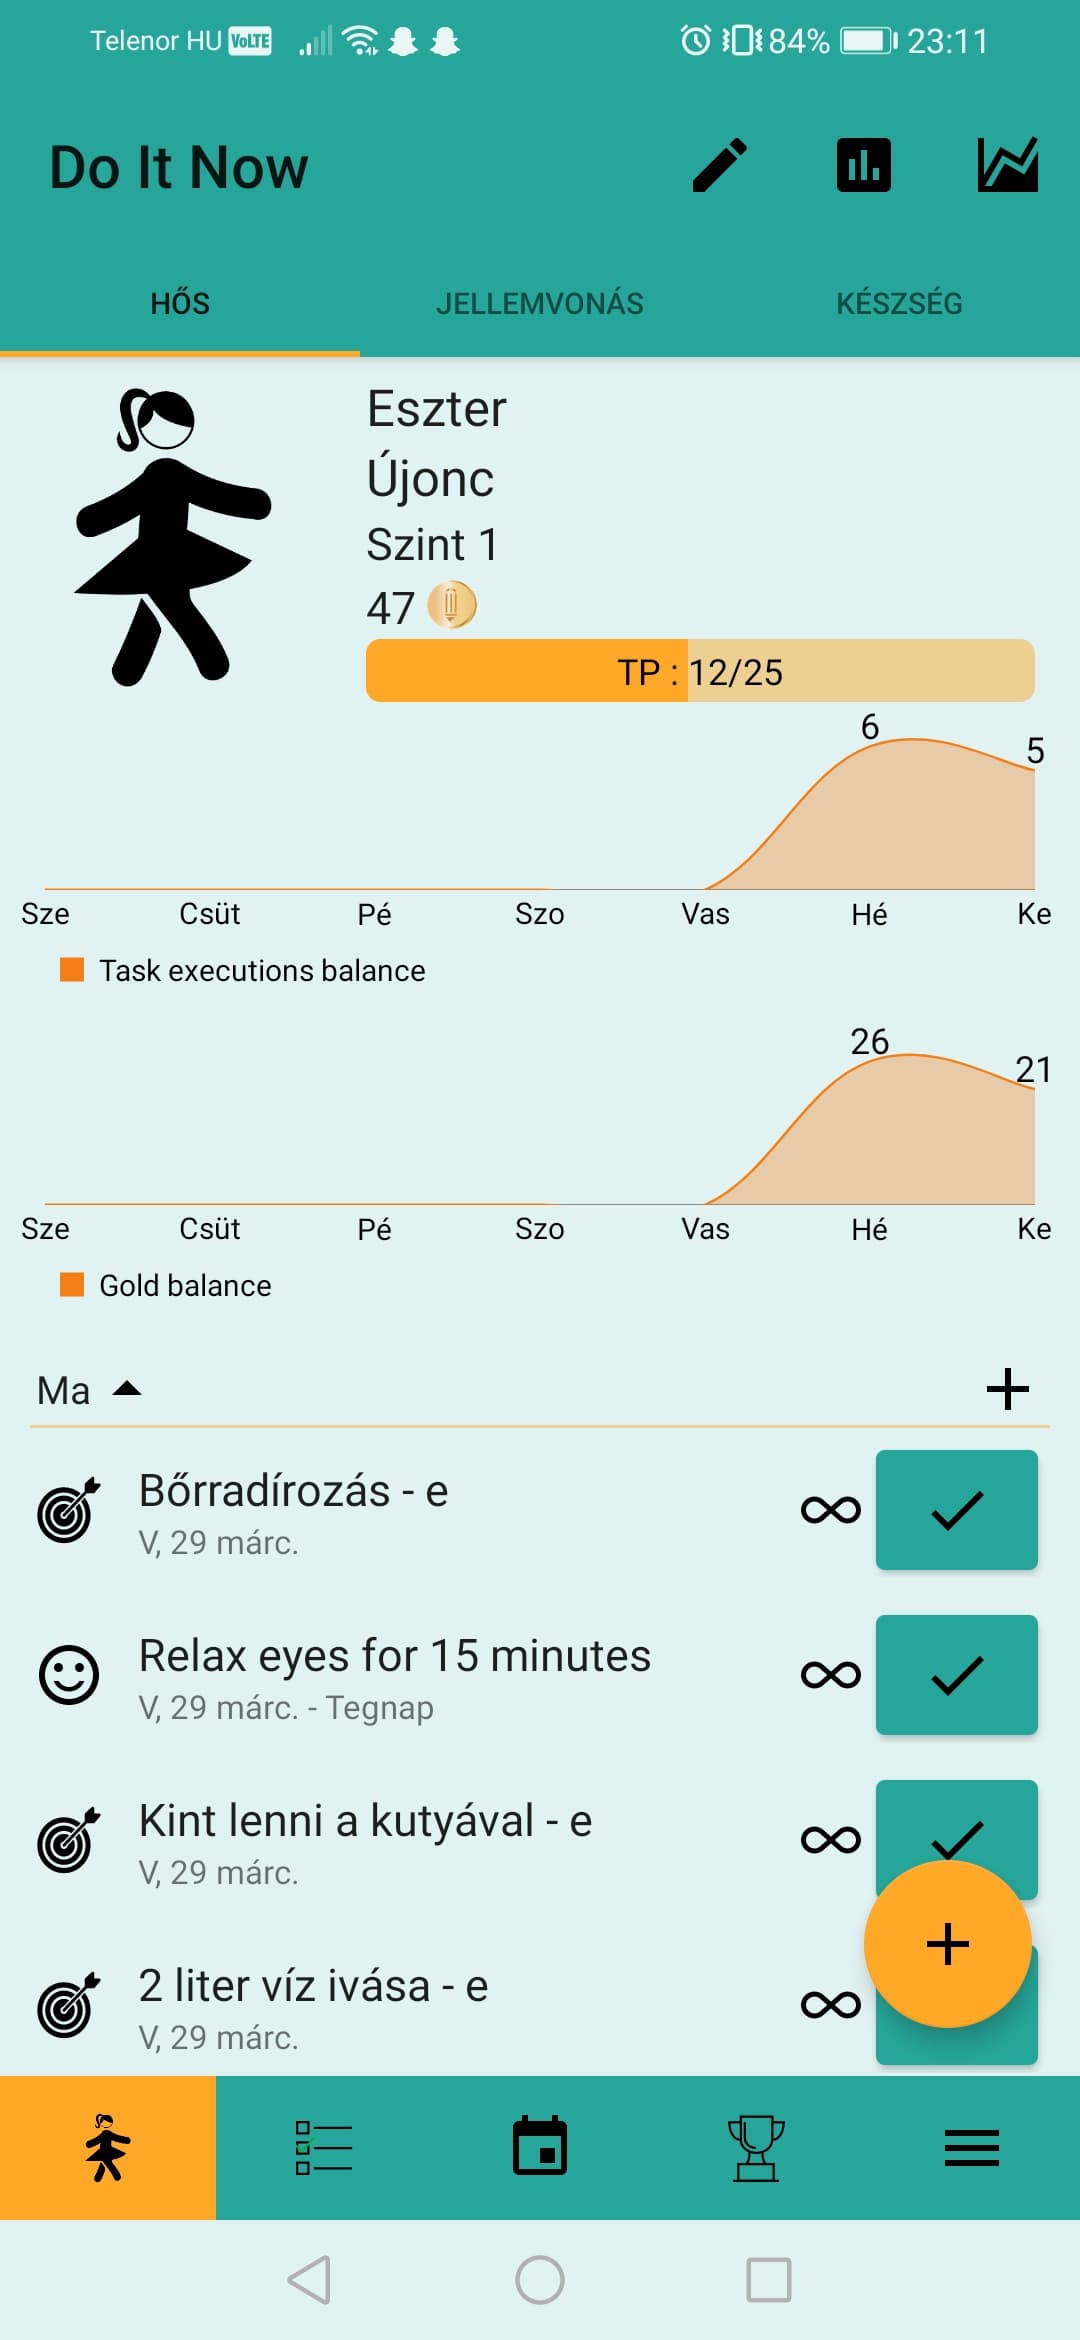 Telenor HU VoLTE 84% 23:11
Do It Now
HŐS JELLEMVONÁS KÉSZSÉG
Eszter
Újonc
Szint 1
47
TP : 12/25
6
5
Sze Csüt Pé Szo Vas Hé Ke
Task executions balance
26
21
Sze Csüt Pé Szo Vas Hé Ke
Gold balance
Ma
Bőrradírozás - e
V, 29 márc.
Relax eyes for 15 minutes
V, 29 márc. - Tegnap
Kint lenni a kutyával - e
V, 29 márc.
2 liter víz ivása - e
V, 29 márc.